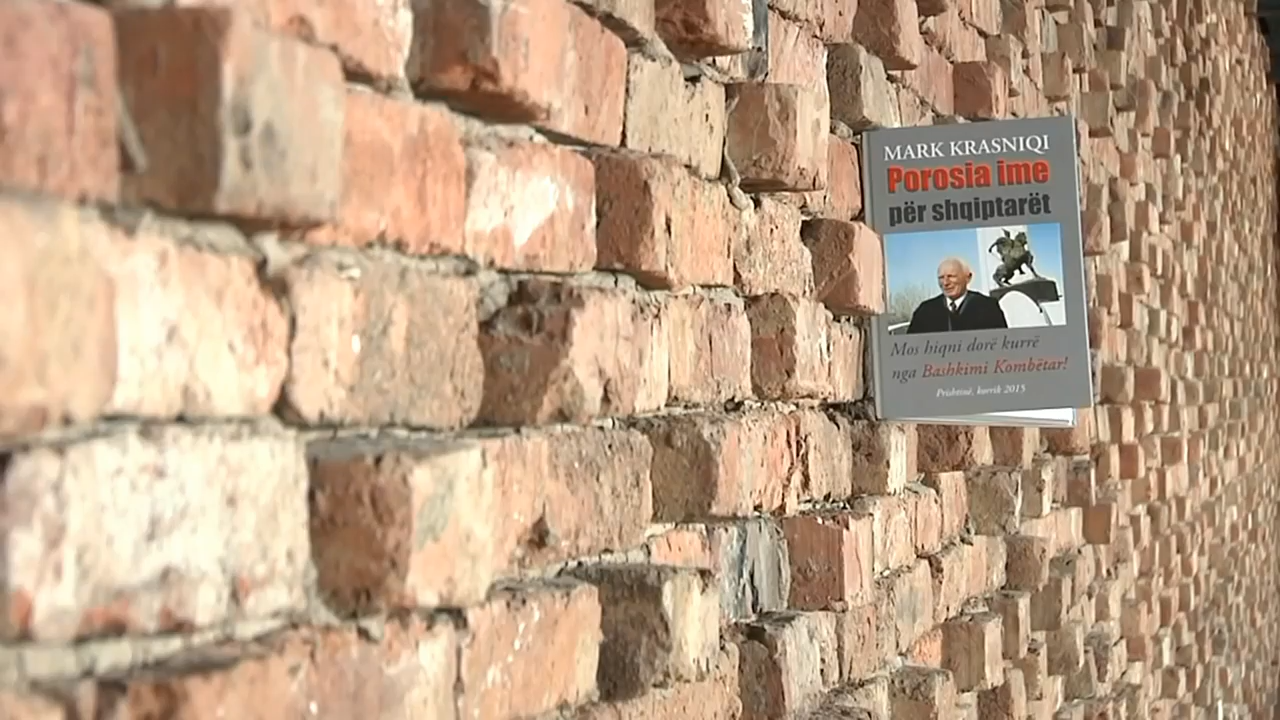 MARK KRASNIQI
Porosia ime
për shqiptarët
Mos hiqni dorë kurrë
nga Bashkimi Kombëtar!
Prishtinë, korrik 2015